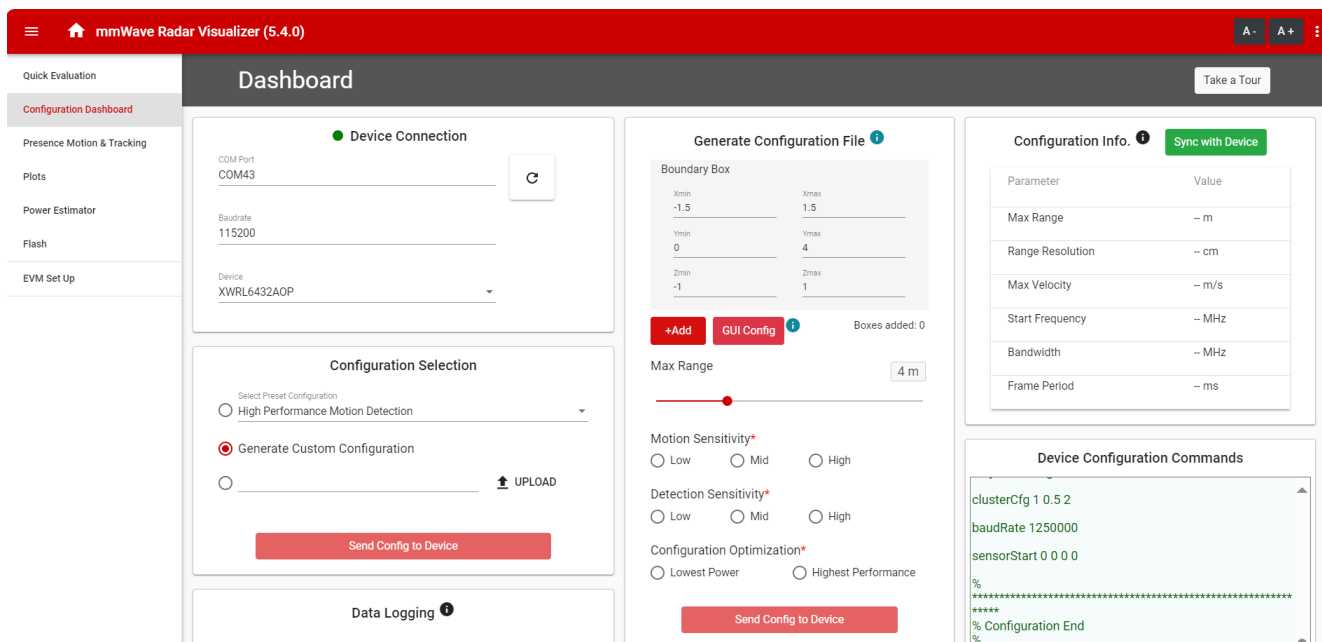 mmWave Radar Visualizer (5.4.0)
A -
A +
Quick Evaluation
Configuration Dashboard
Presence Motion & Tracking
Plots
Power Estimator
Flash
EVM Set Up
Dashboard
Take a Tour
Device Connection
COM Port
COM43
Baudrate
115200
Device
XWRL6432AOP
Configuration Selection
Select Preset Configuration
High Performance Motion Detection
Generate Custom Configuration
UPLOAD
Send Config to Device
Data Logging
Generate Configuration File
Boundary Box
Xmin Xmax
-1.5 1.5
Ymin Ymax
0 4
Zmin Zmax
-1 1
+Add GUI Config Boxes added: 0
Max Range 4 m
Motion Sensitivity*
Low Mid High
Detection Sensitivity*
Low Mid High
Configuration Optimization*
Lowest Power Highest Performance
Send Config to Device
Configuration Info. Sync with Device
Parameter Value
Max Range -- m
Range Resolution -- cm
Max Velocity -- m/s
Start Frequency -- MHz
Bandwidth -- MHz
Frame Period -- ms
Device Configuration Commands
clusterCfg 1 0.5 2
baudRate 1250000
sensorStart 0 0 0 0
%
***********************************************************
*****
% Configuration End
%